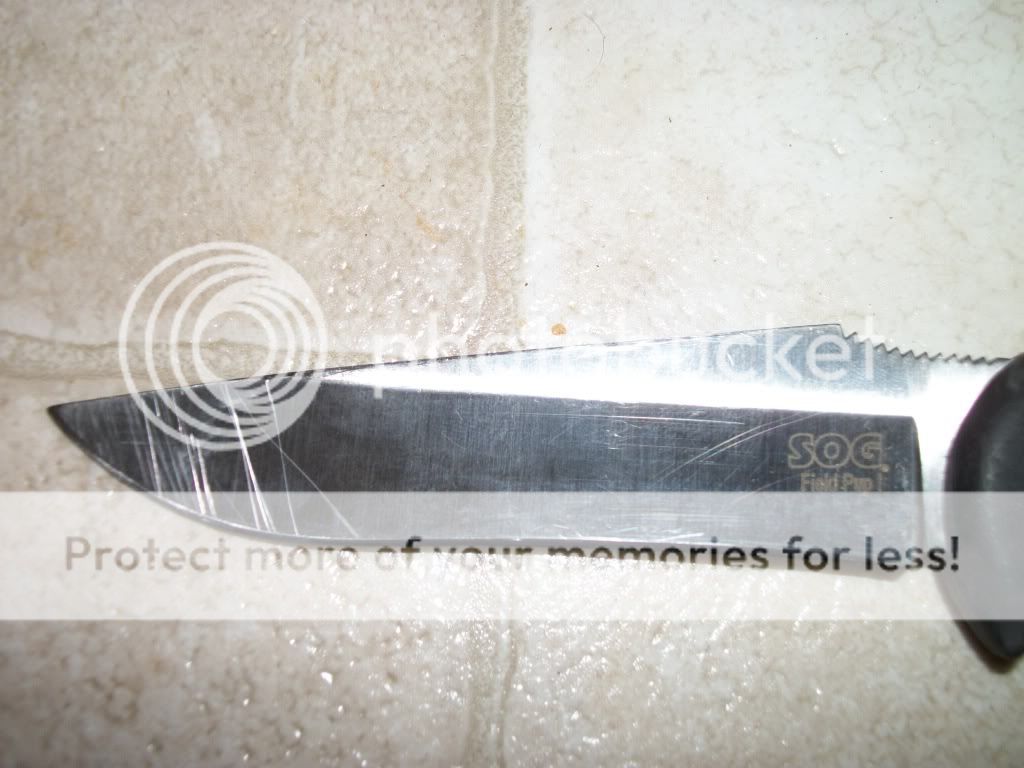 photobucket
SOG
Field Pup
Protect more of your memories for less!